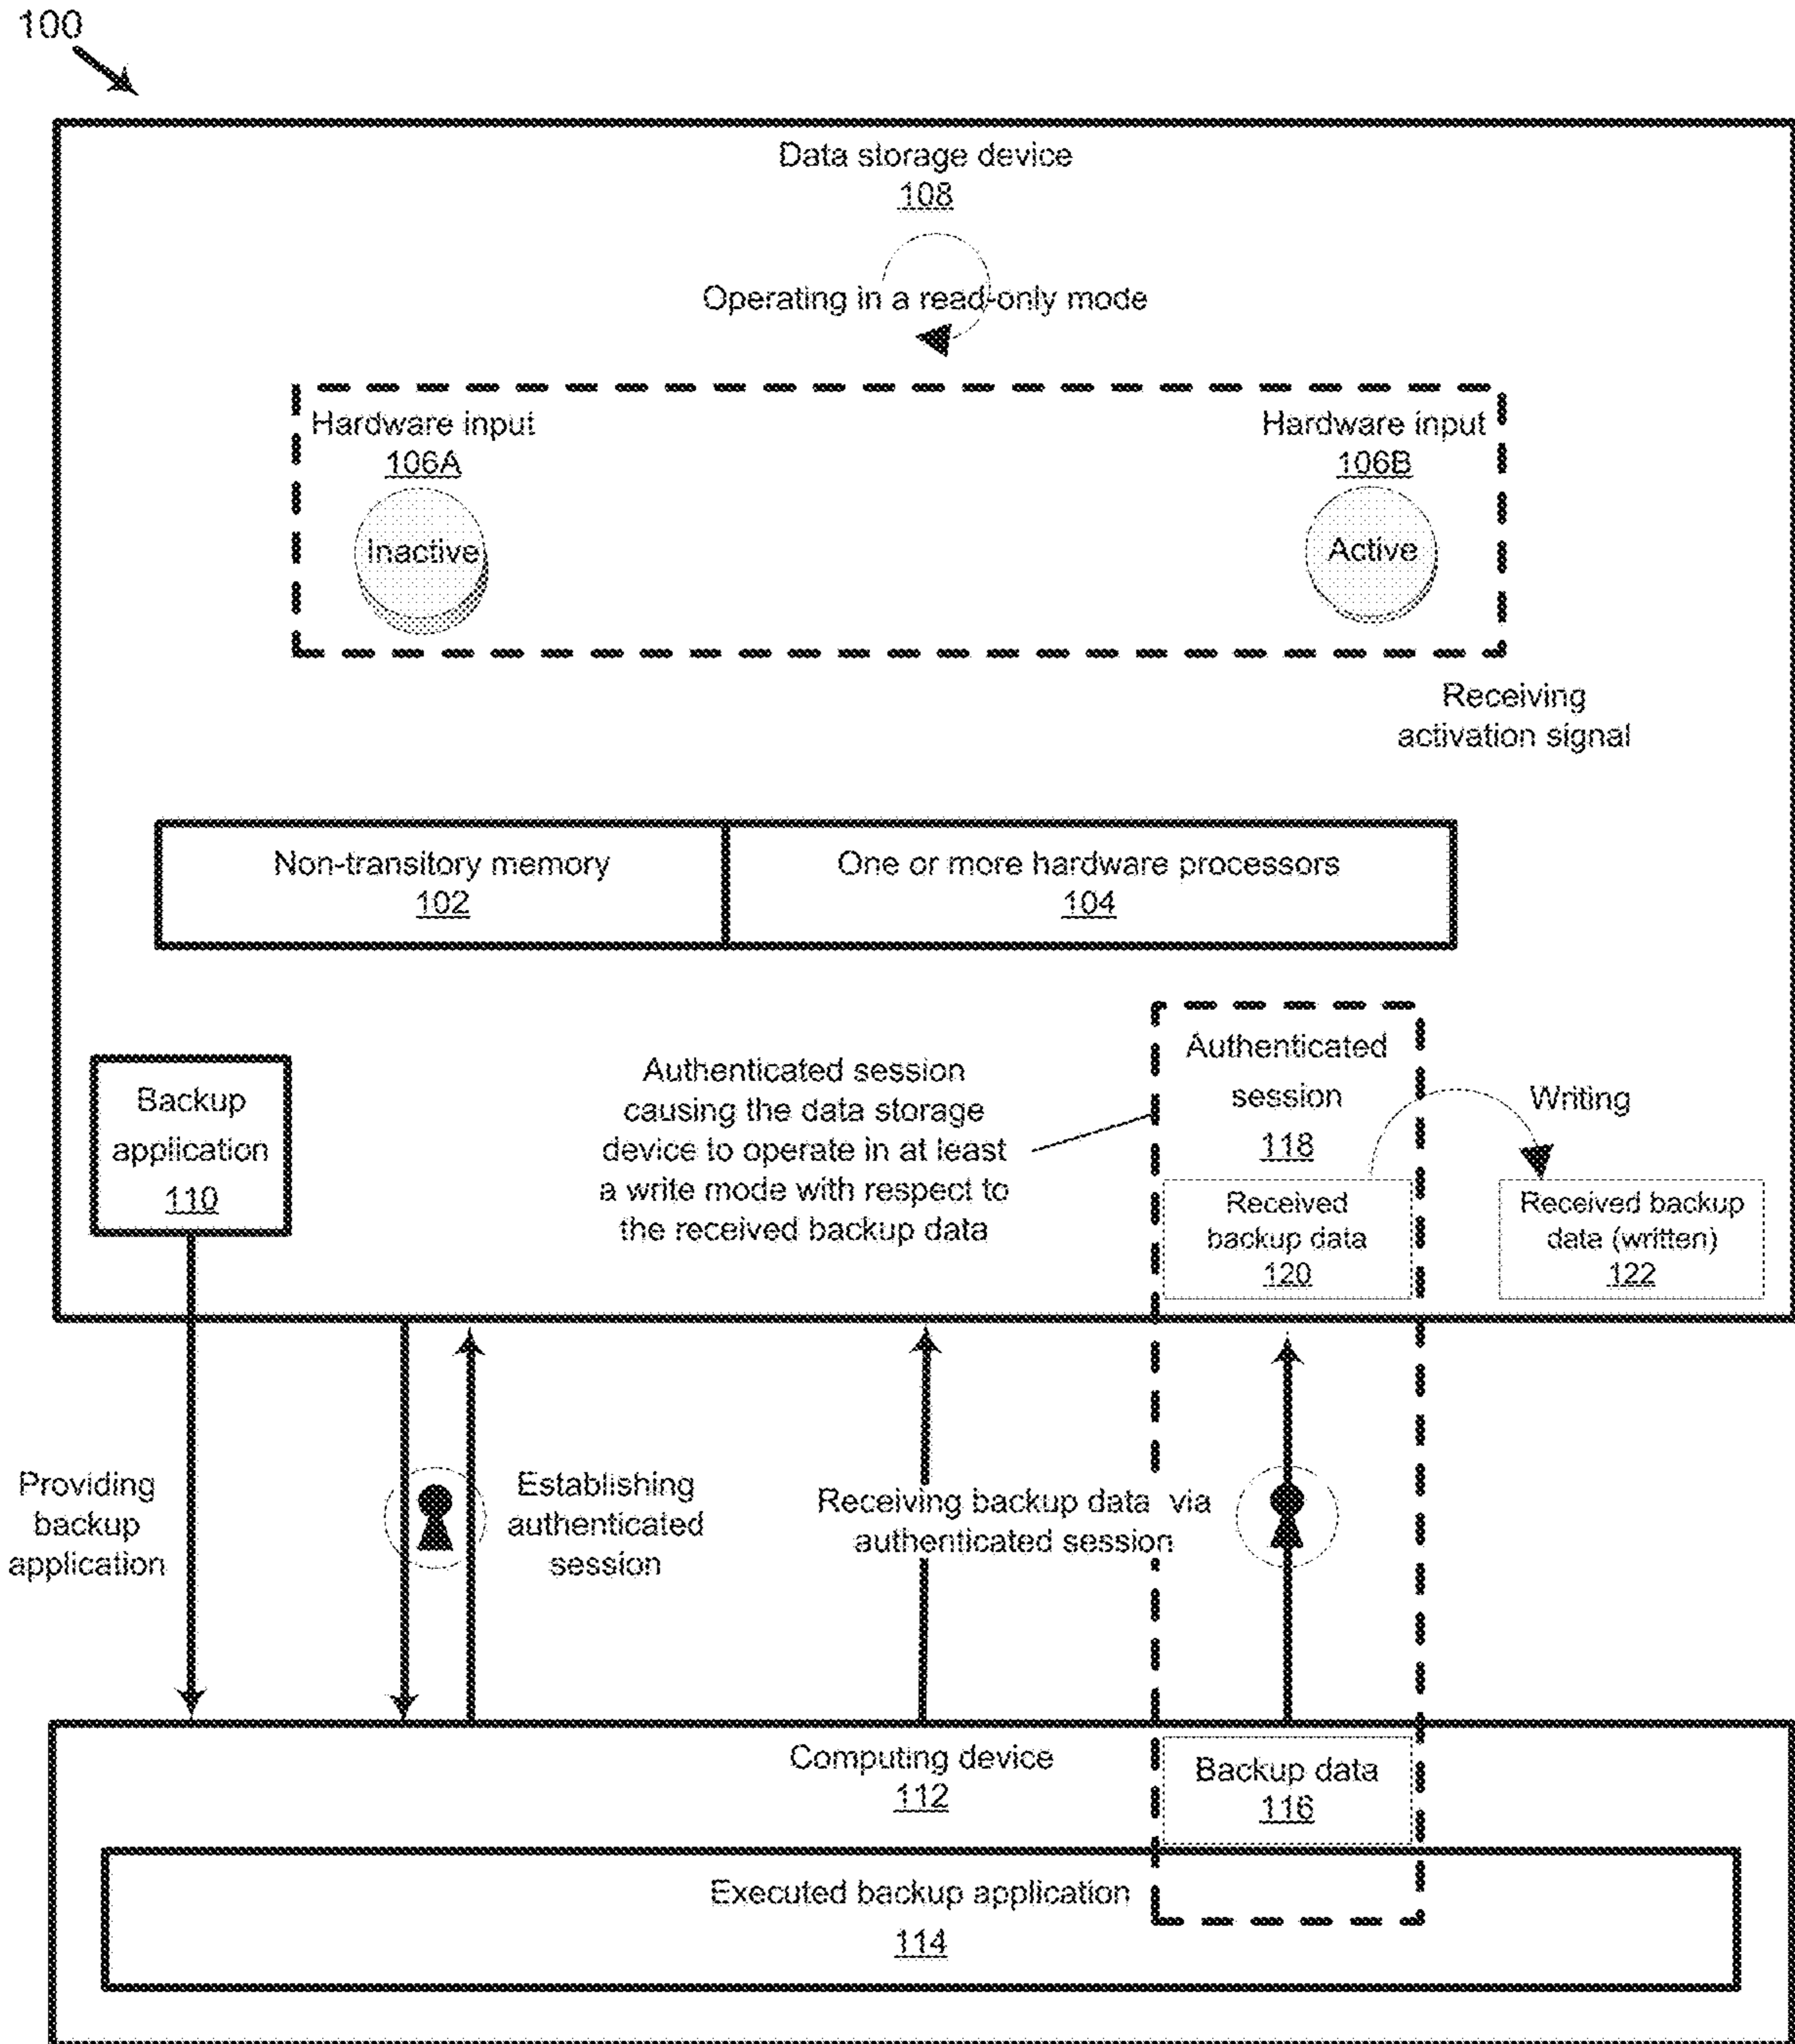 100
Data storage device
108
Operating in a read-only mode
Hardware input
106A
Inactive
Hardware input
106B
Active
Receiving
activation signal
Non-transitory memory
102
One or more hardware processors
104
Backup
application
110
Authenticated session
causing the data storage
device to operate in at least
a write mode with respect to
the received backup data
Authenticated
session
118
Writing
Received
backup data
120
Received backup
data (written)
122
Providing
backup
application
Establishing
authenticated
session
Receiving backup data via
authenticated session
Computing device
112
Backup data
116
Executed backup application
114